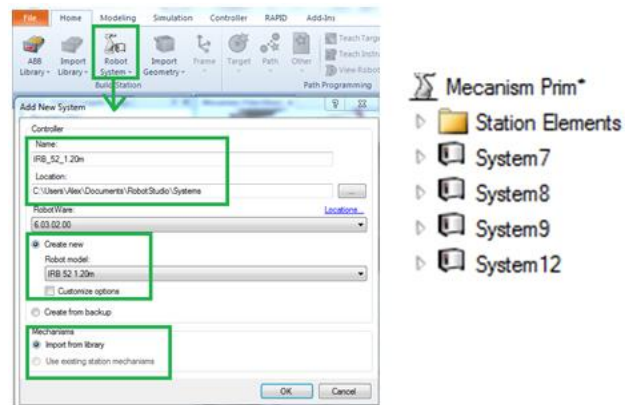 File Home Modeling Simulation Controller RAPID Add-Ins
ABB Library
Import Library
Robot System
Import Geometry
Frame
Target
Path
Other
Teach Targe
Teach Instru
View Robot
Build Station
Path Programming
Add New System
Controller
Name:
IRB_52_1.20m
Location:
C:\Users\Alex\Documents\RobotStudio\Systems
...
RobotWare:
Locations...
6.03.02.00
Create new
Robot model:
IRB 52 1.20m
Customize options
Create from backup
Mechanisms
Import from library
Use existing station mechanisms
OK Cancel
Mecanism Prim*
Station Elements
System7
System8
System9
System12